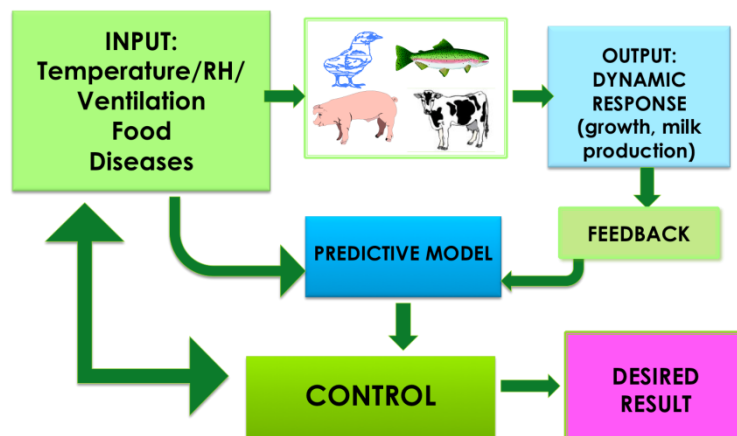 INPUT:
Temperature/RH/
Ventilation
Food
Diseases
OUTPUT:
DYNAMIC
RESPONSE
(growth, milk
production)
FEEDBACK
PREDICTIVE MODEL
CONTROL
DESIRED
RESULT